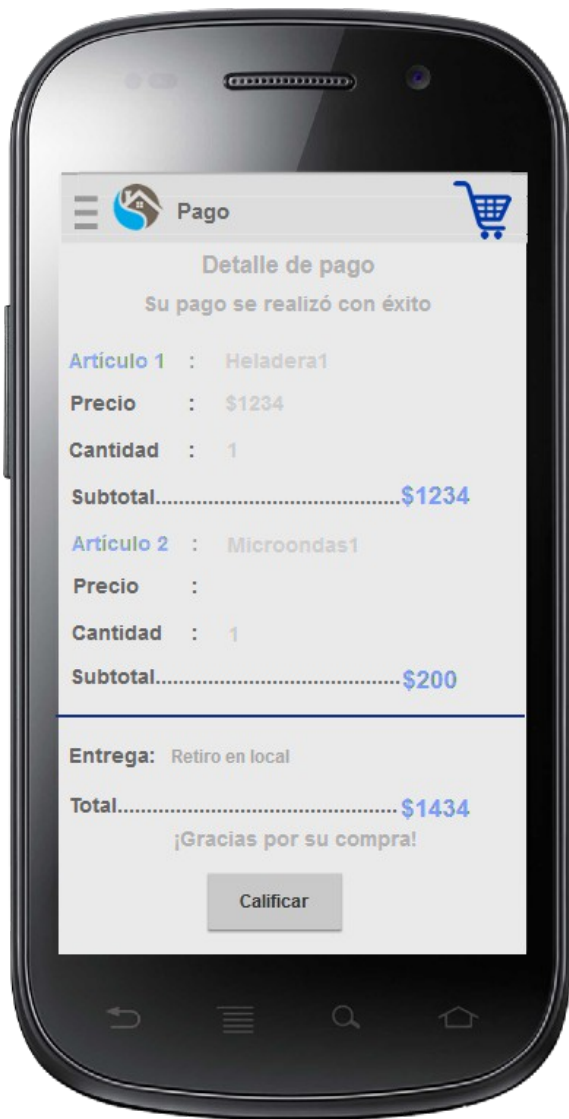 Pago
Detalle de pago
Su pago se realizó con éxito
Artículo 1 : Heladera1
Precio : $1234
Cantidad : 1
Subtotal..........................................$1234
Artículo 2 : Microondas1
Precio :
Cantidad : 1
Subtotal..........................................$200
Entrega: Retiro en local
Total................................................$1434
¡Gracias por su compra!
Calificar